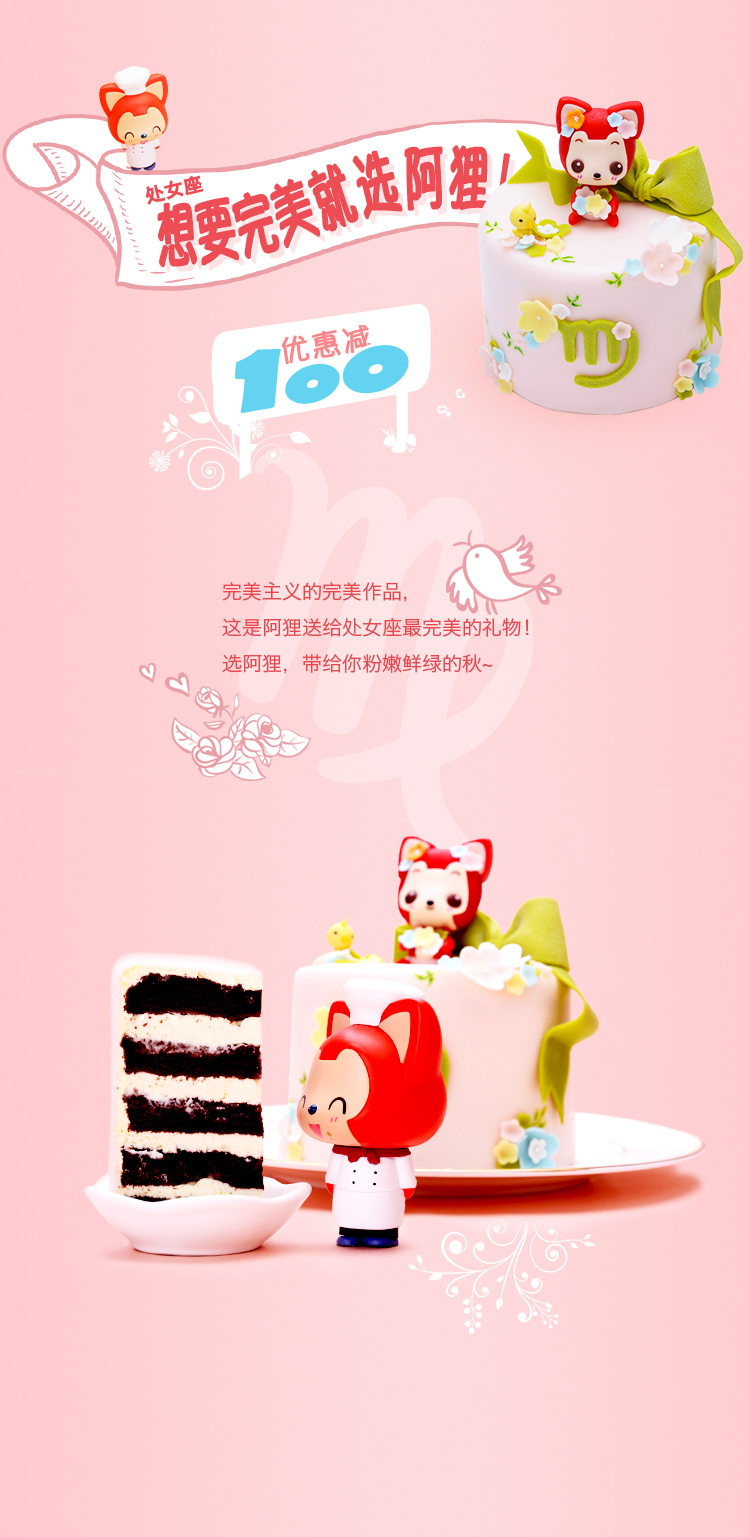 处女座
想要完美就选阿狸!
优惠减
100
完美主义的完美作品,
这是阿狸送给处女座最完美的礼物!
选阿狸,带给你粉嫩鲜绿的秋~